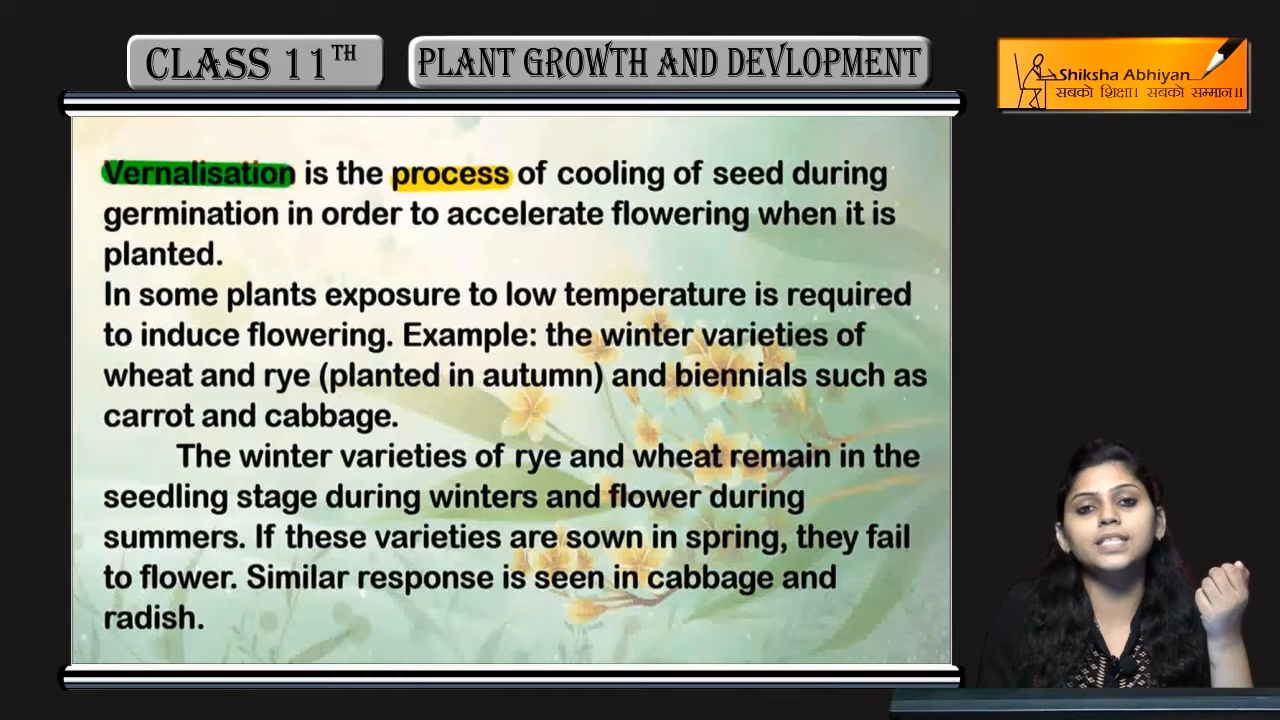 CLASS 11TH
PLANT GROWTH AND DEVLOPMENT
Shiksha Abhiyan
सबको शिक्षा। सबको सम्मान॥
Vernalisation is the process of cooling of seed during
germination in order to accelerate flowering when it is
planted.
In some plants exposure to low temperature is required
to induce flowering. Example: the winter varieties of
wheat and rye (planted in autumn) and biennials such as
carrot and cabbage.
The winter varieties of rye and wheat remain in the
seedling stage during winters and flower during
summers. If these varieties are sown in spring, they fail
to flower. Similar response is seen in cabbage and
radish.